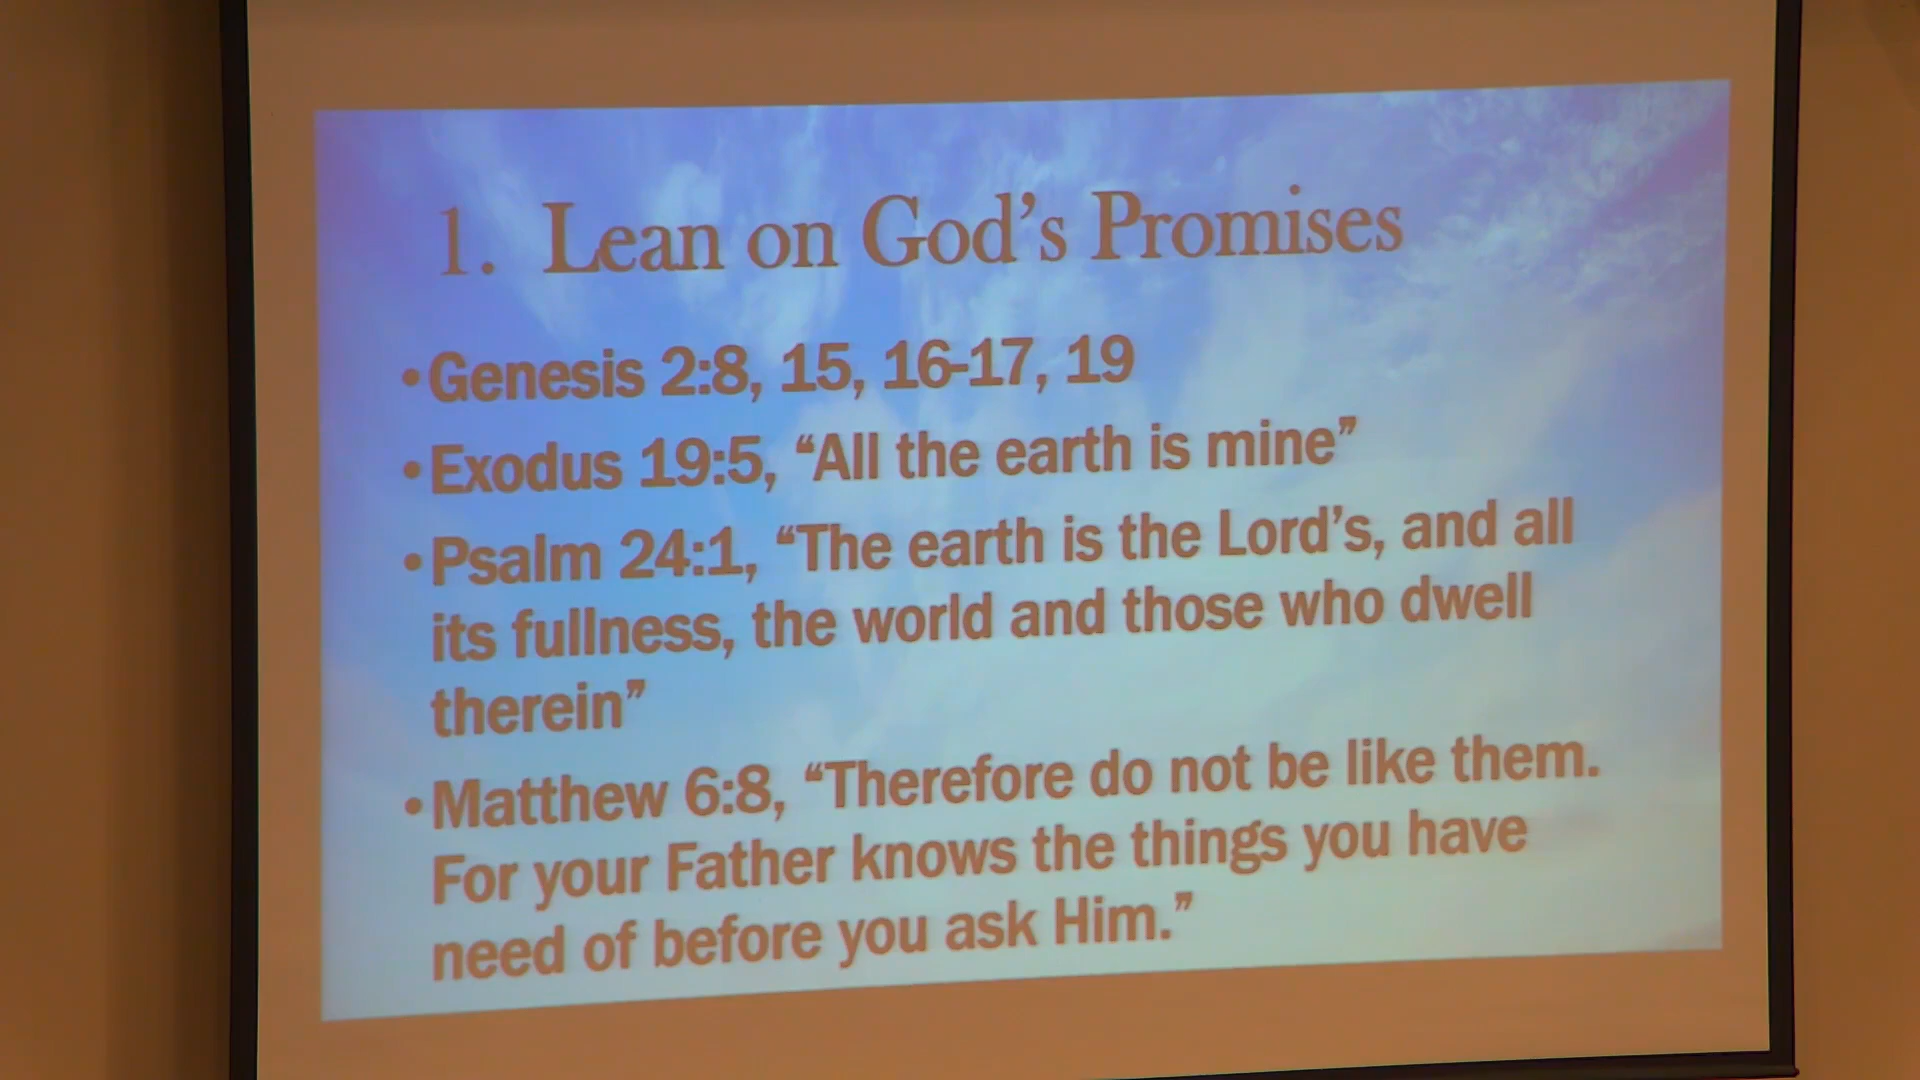 1. Lean on God’s Promises
•Genesis 2:8, 15, 16-17, 19
•Exodus 19:5, “All the earth is mine”
•Psalm 24:1, “The earth is the Lord’s, and all
its fullness, the world and those who dwell
therein”
•Matthew 6:8, “Therefore do not be like them.
For your Father knows the things you have
need of before you ask Him.”